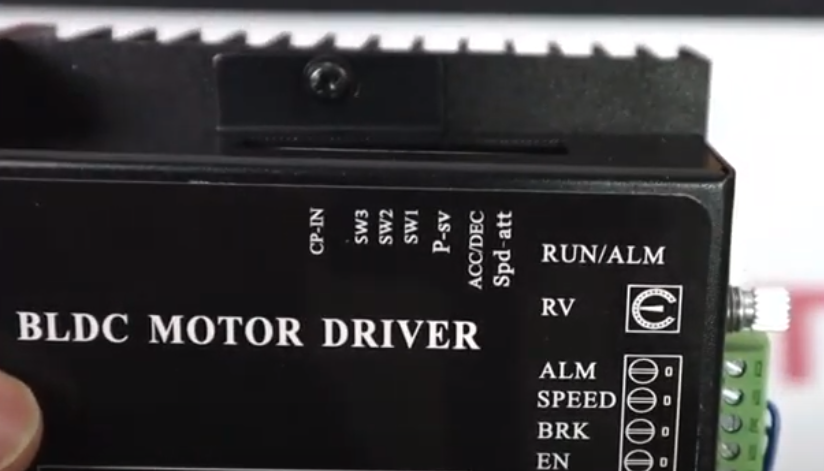 CP-IN
SW3
SW2
SW1
P-sv
ACC/DEC
Spd-att
RUN/ALM
RV
BLDC MOTOR DRIVER
ALM
SPEED
BRK
EN